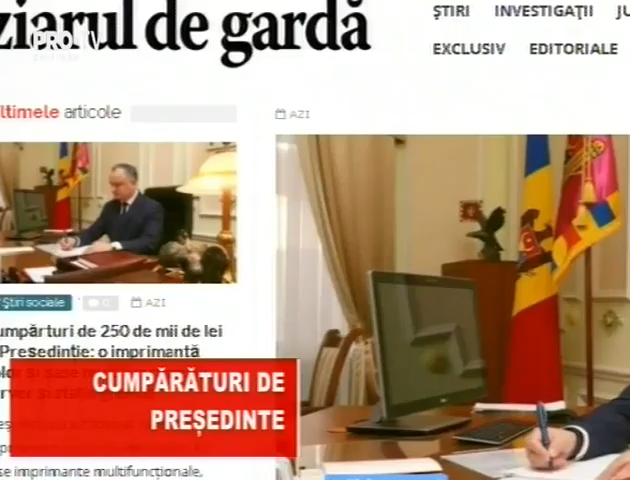 ziarul de gardă
PRO TV
ȘTIRI INVESTIGAȚII
EXCLUSIV EDITORIALE
ltimele articole
AZI
Știri sociale 0 AZI
umpărturi de 250 de mii de lei
Președinție: o imprimantă
CUMPĂRĂTURI DE
PREȘEDINTE
se imprimante multifuncționale,